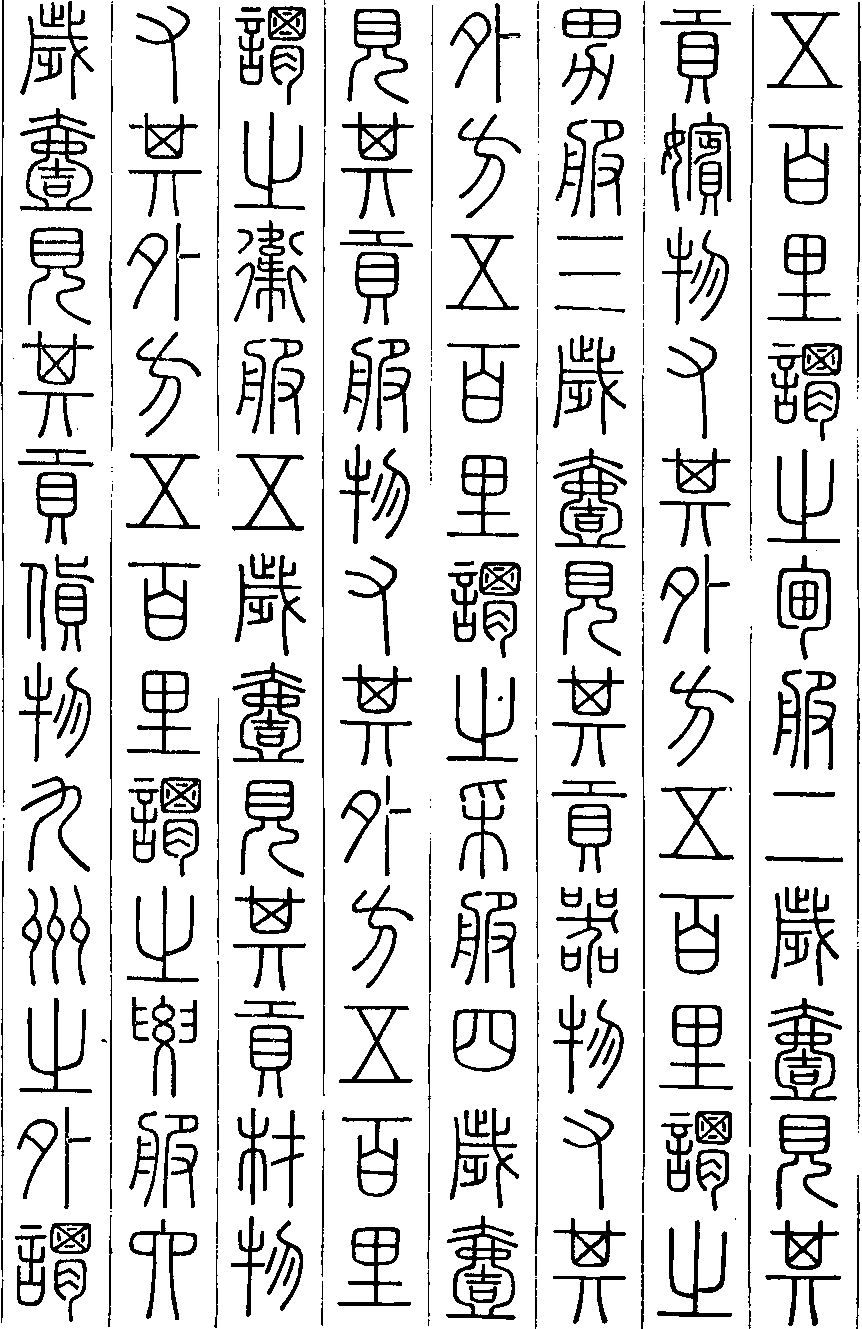 五百里謂之甸服二歲壹見其
貢嬪物又其外方五百里謂之
男服三歲壹見其貢器物又其
外方五百里謂之采服四歲壹
見其貢服物又其外方五百里
謂之衛服五歲壹見其貢材物
又其外方五百里謂之要服六
歲壹見其貢貨物九州之外謂